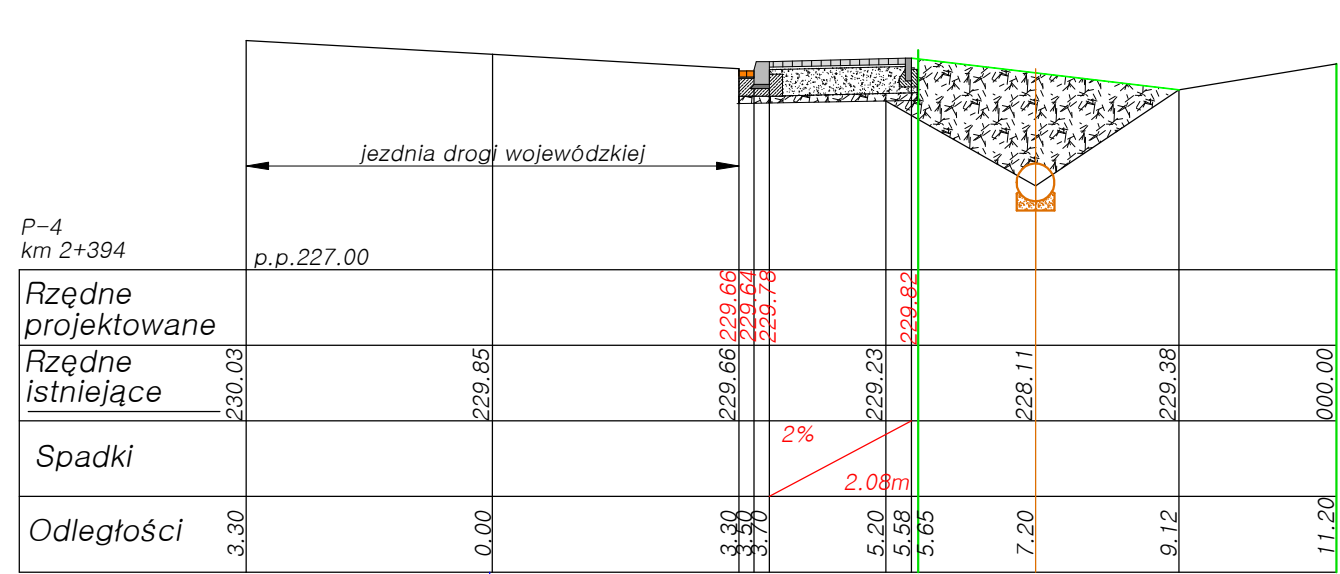 jezdnia drogi wojewódzkiej
P-4
km 2+394
p.p.227.00
Rzędne
projektowane
229.66
229.64
229.78
229.82
Rzędne
istniejące
230.03
229.85
229.66
229.23
228.11
229.38
000.00
Spadki
2%
2.08m
Odległości
3.30
0.00
3.30
3.50
3.70
5.20
5.58
5.65
7.20
9.12
11.20